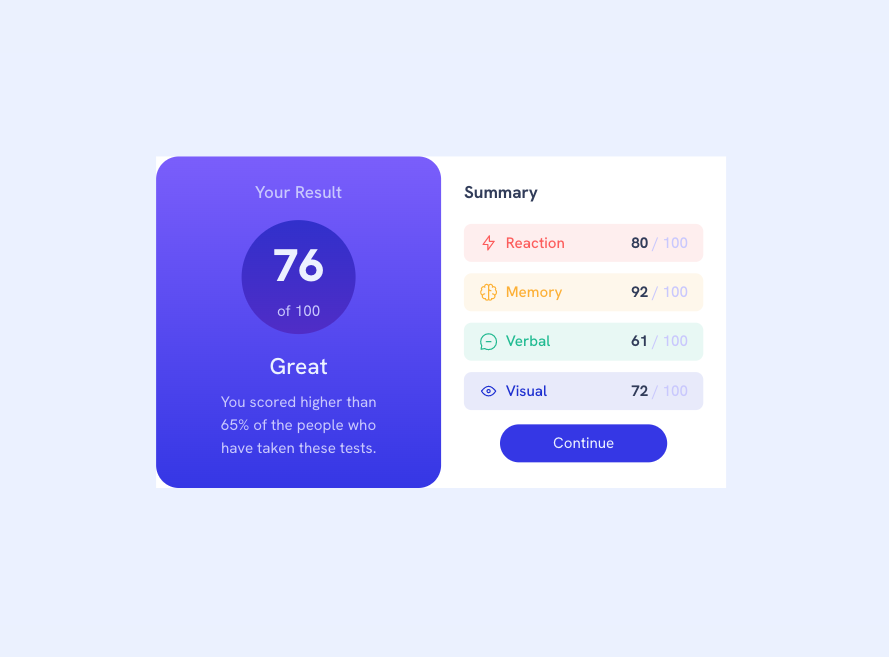 Your Result
76
of 100
Great
You scored higher than
65% of the people who
have taken these tests.
Summary
Reaction 80 / 100
Memory 92 / 100
Verbal 61 / 100
Visual 72 / 100
Continue